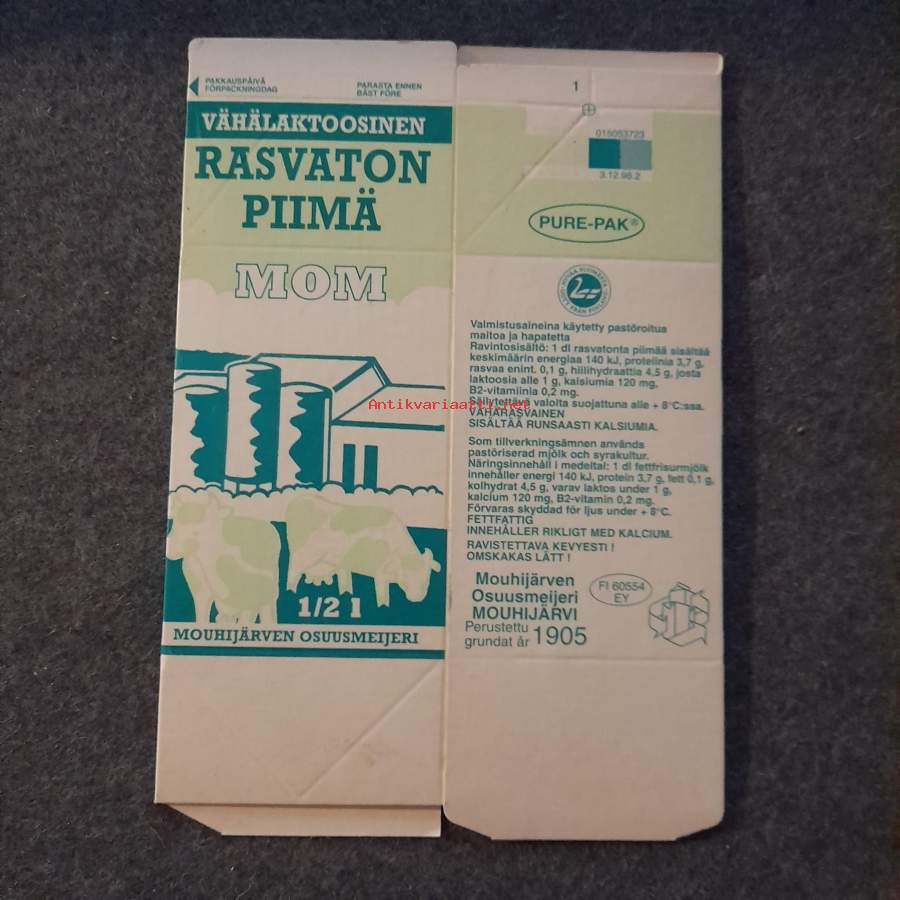 PAKKAUSPÄIVÄ
FÖRPACKNINGDAG
PARASTA ENNEN
BÄST FÖRE
VÄHÄLAKTOOSINEN
RASVATON
PIIMÄ
MOM
1/2 l
MOUHIJÄRVEN OSUUSMEIJERI
1
015053723
3.12.98.2
PURE-PAK®
HYVÄÄ SUOMESTA
Valmistusaineina käytetty pastöroitua
maitoa ja hapatetta
Ravintosisältö: 1 dl rasvatonta piimää sisältää
keskimäärin energiaa 140 kJ, proteiinia 3,7 g,
rasvaa enint. 0,1 g, hiilihydraattia 4,5 g, josta
laktoosia alle 1 g, kalsiumia 120 mg,
B2-vitamiinia 0,2 mg.
Säilytettävä valolta suojattuna alle + 8°C:ssa.
VÄHÄRASVAINEN
SISÄLTÄÄ RUNSAASTI KALSIUMIA.
Antikvariaatti.net
Som tillverkningsämnen används
pastöriserad mjölk och syrakultur.
Näringsinnehåll i medeltal: 1 dl fettfrisurmjölk
innehåller energi 140 kJ, protein 3,7 g, fett 0,1 g,
kolhydrat 4,5 g, varav laktos under 1 g,
kalcium 120 mg, B2-vitamin 0,2 mg.
Förvaras skyddad för ljus under + 8°C.
FETTFATTIG
INNEHÅLLER RIKLIGT MED KALCIUM.
RAVISTETTAVA KEVYESTI !
OMSKAKAS LÄTT !
Mouhijärven
Osuusmeijeri
MOUHIJÄRVI
Perustettu
grundat år 1905
FI 60554
EY